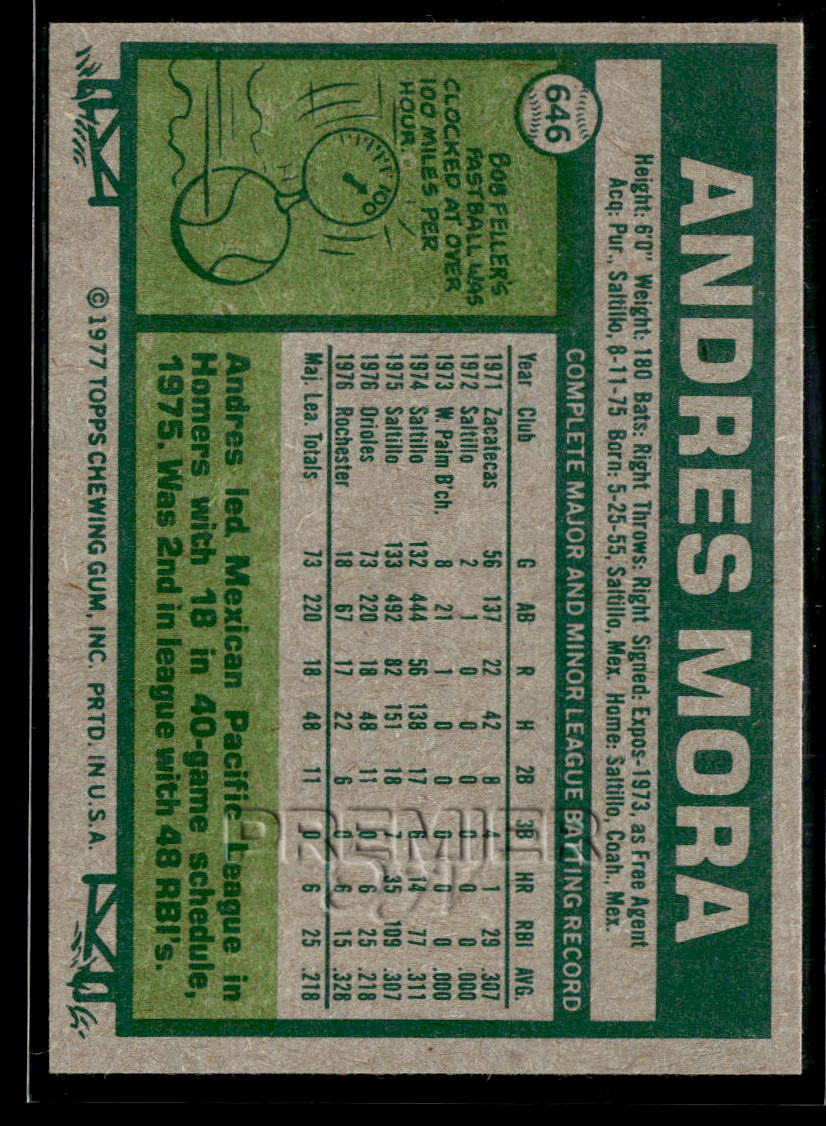 646
ANDRES MORA
Height: 6'0" Weight: 180 Bats: Right Throws: Right Signed: Expos-1973, as Free Agent
Acq: Pur., Saltillo, 8-11-75 Born: 5-25-55, Saltillo, Mex. Home: Saltillo, Coah., Mex.
COMPLETE MAJOR AND MINOR LEAGUE BATTING RECORD
Year Club G AB R H 2B 3B HR RBI AVG.
1971 Zacatecas 56 137 22 42 8 4 1 29 .307
1972 Saltillo 2 1 0 0 0 0 0 0 .000
1973 W. Palm B'ch. 8 21 1 0 0 0 0 0 .000
1974 Saltillo 132 444 56 138 17 6 14 77 .311
1975 Saltillo 133 492 82 151 18 7 35 109 .307
1976 Orioles 73 220 18 48 11 0 6 25 .218
1976 Rochester 18 67 17 22 6 0 6 15 .328
Maj. Lea. Totals 73 220 18 48 11 0 6 25 .218
BOB FELLER'S
FASTBALL WAS
CLOCKED AT OVER
100 MILES PER
HOUR.
100
Andres led Mexican Pacific League in
Homers with 18 in 40-game schedule,
1975. Was 2nd in league with 48 RBI's.
© 1977 TOPPS CHEWING GUM, INC. PRTD. IN U.S.A.
PREMIER